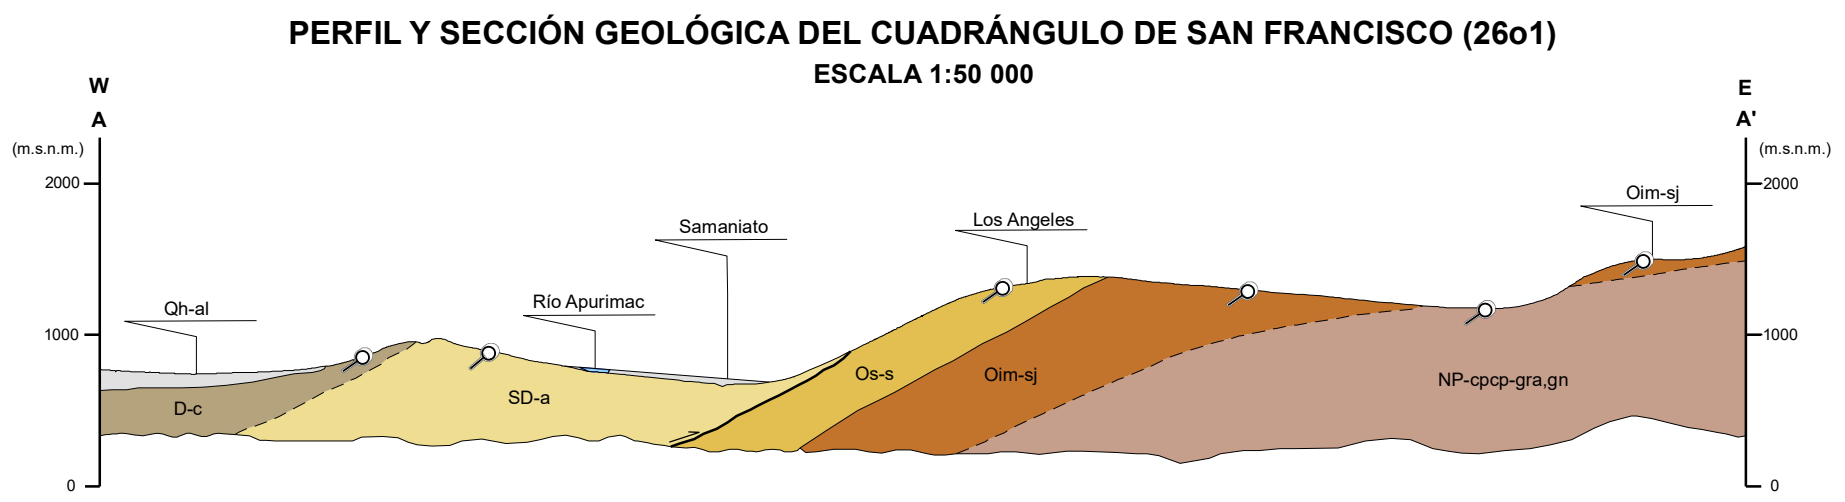 PERFIL Y SECCIÓN GEOLÓGICA DEL CUADRÁNGULO DE SAN FRANCISCO (26o1)
ESCALA 1:50 000
W
E
A
A'
(m.s.n.m.)
(m.s.n.m.)
2000
2000
Oim-sj
Los Angeles
Samaniato
Río Apurimac
Qh-al
1000
1000
Os-s
Oim-sj
NP-cpcp-gra,gn
SD-a
D-c
0
0